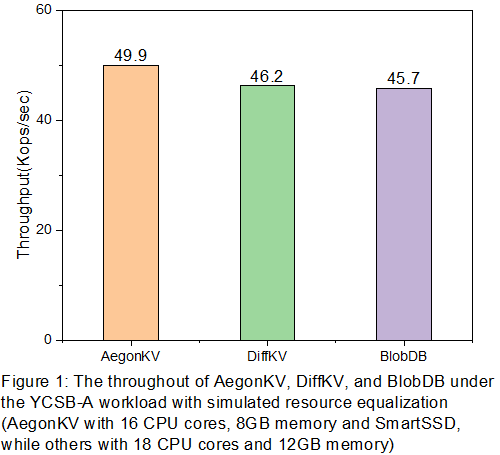 60
49.9
46.2
45.7
40
20
0
Throughput(Kops/sec)
AegonKV
DiffKV
BlobDB
Figure 1: The throughout of AegonKV, DiffKV, and BlobDB under
the YCSB-A workload with simulated resource equalization
(AegonKV with 16 CPU cores, 8GB memory and SmartSSD,
while others with 18 CPU cores and 12GB memory)